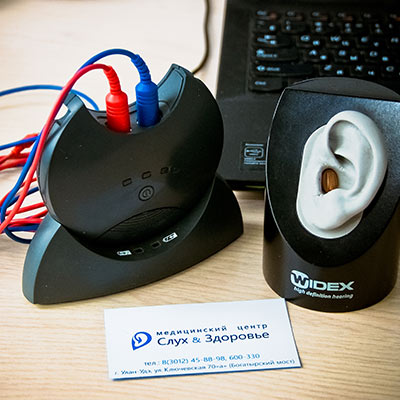 WIDEX
high definition hearing
медицинский центр
Слух & Здоровье
тел.: 8(3012) 45-88-98, 600-330
г. Улан-Удэ, ул. Ключевская 70«а» (Богатырский мост)